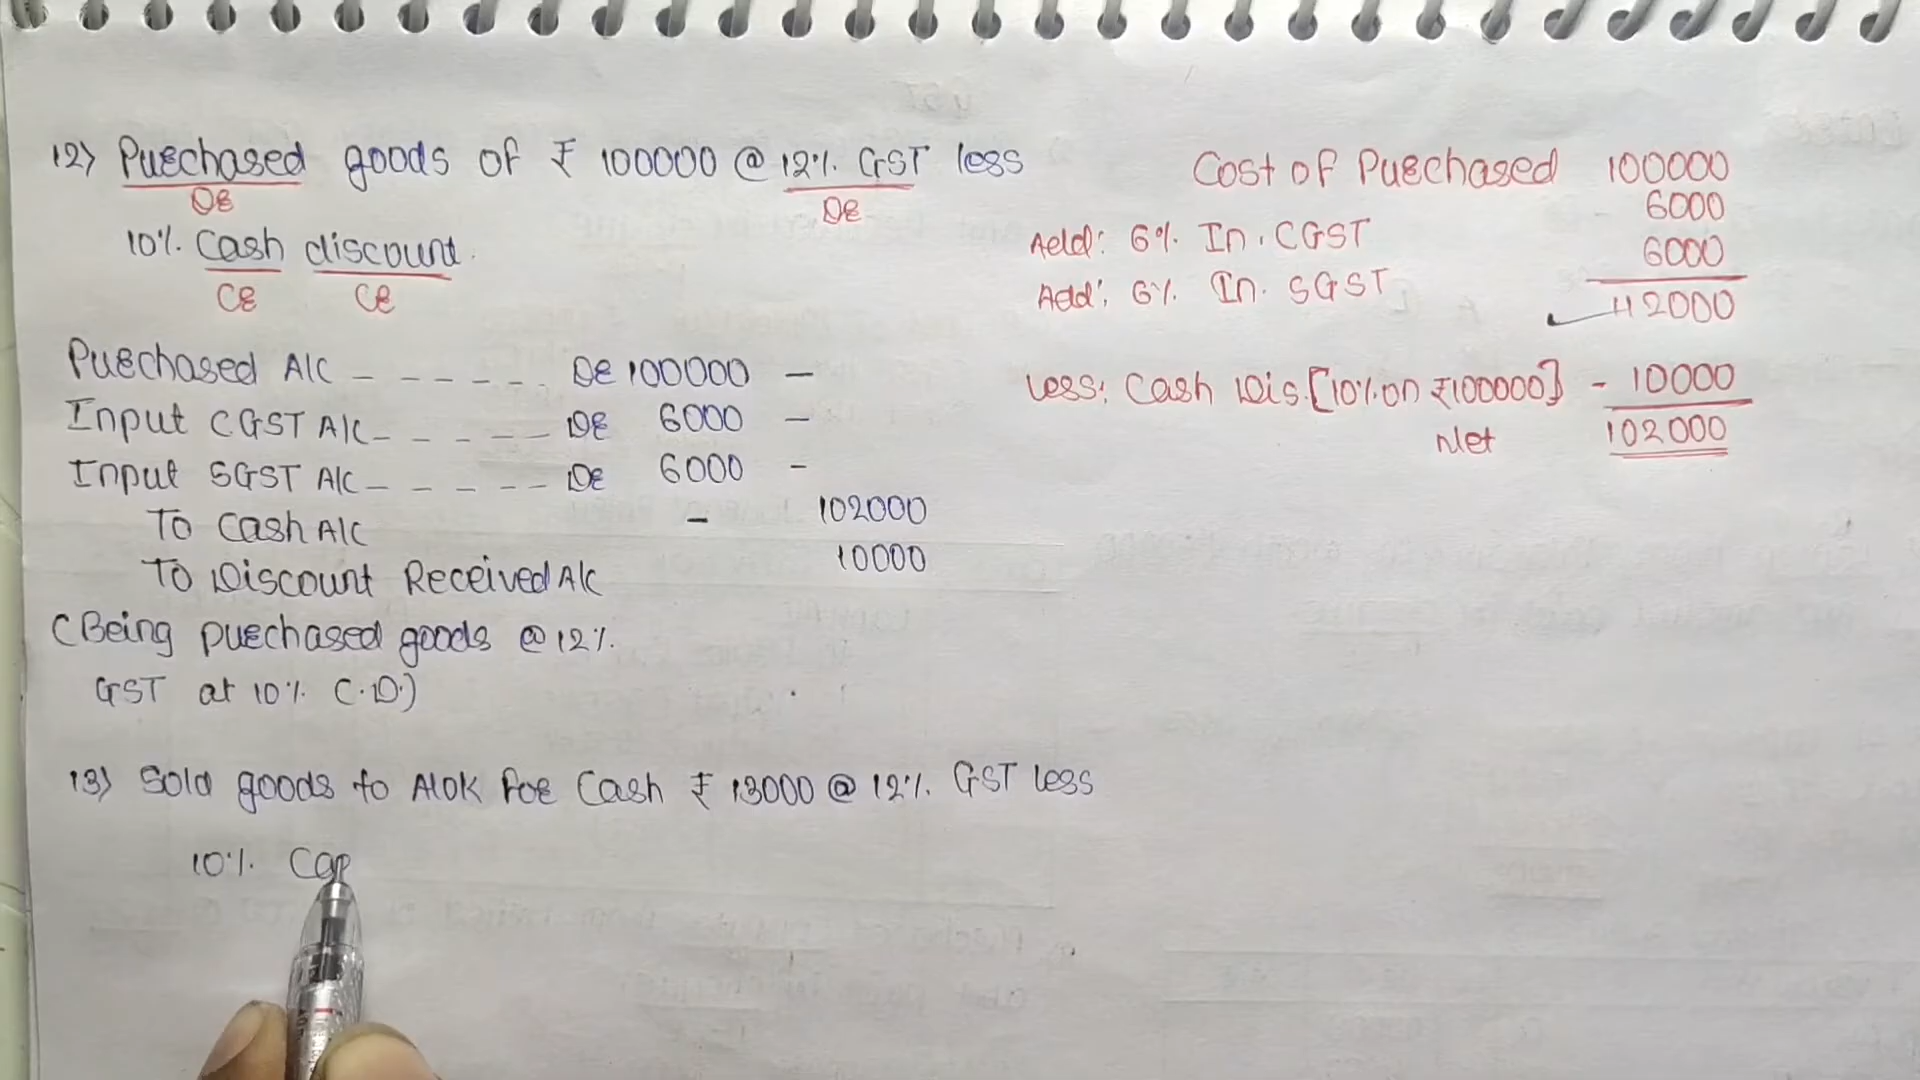 12) Purchased goods of ₹ 100000 @ 12% GST less
Dr Dr
10% Cash discount.
Cr Cr
Purchased A/C - - - - - - Dr 100000 -
Input CGST A/C - - - - - Dr 6000 -
Input SGST A/C - - - - - Dr 6000 -
To Cash A/C - 102000
To Discount Received A/C 10000
(Being purchased goods @ 12%.
GST at 10% C.D.)
13) Sold goods to Alok for Cash ₹ 13000 @ 12% GST less
10% Ca
Cost of Purchased 100000
6000
Add: 6% In. CGST
6000
Add: 6% In. SGST
112000
Less: Cash Dis. [10% on ₹100000] - 10000
Net 102000